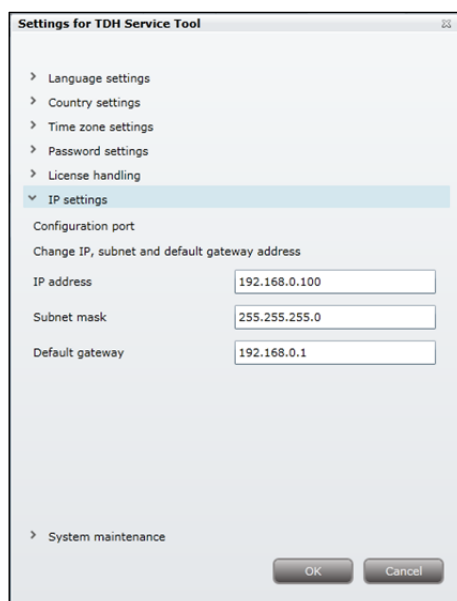 Settings for TDH Service Tool
Language settings
Country settings
Time zone settings
Password settings
License handling
IP settings
Configuration port
Change IP, subnet and default gateway address
IP address 192.168.0.100
Subnet mask 255.255.255.0
Default gateway 192.168.0.1
System maintenance
OK Cancel